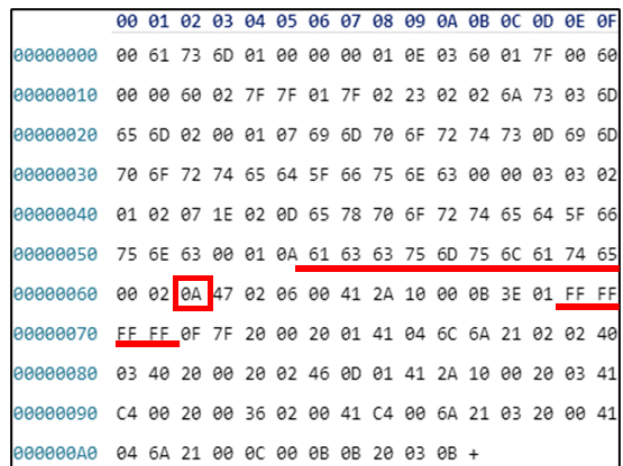 00 01 02 03 04 05 06 07 08 09 0A 0B 0C 0D 0E 0F
00000000 00 61 73 6D 01 00 00 00 01 0E 03 60 01 7F 00 60
00000010 00 00 60 02 7F 7F 01 7F 02 23 02 02 6A 73 03 6D
00000020 65 6D 02 00 01 07 69 6D 70 6F 72 74 73 0D 69 6D
00000030 70 6F 72 74 65 64 5F 66 75 6E 63 00 00 03 03 02
00000040 01 02 07 1E 02 0D 65 78 70 6F 72 74 65 64 5F 66
00000050 75 6E 63 00 01 0A 61 63 63 75 6D 75 6C 61 74 65
00000060 00 02 0A 47 02 06 00 41 2A 10 00 0B 3E 01 FF FF
00000070 FF FF 0F 7F 20 00 20 01 41 04 6C 6A 21 02 02 40
00000080 03 40 20 00 20 02 46 0D 01 41 2A 10 00 20 03 41
00000090 C4 00 20 00 36 02 00 41 C4 00 6A 21 03 20 00 41
000000A0 04 6A 21 00 0C 00 0B 0B 20 03 0B +